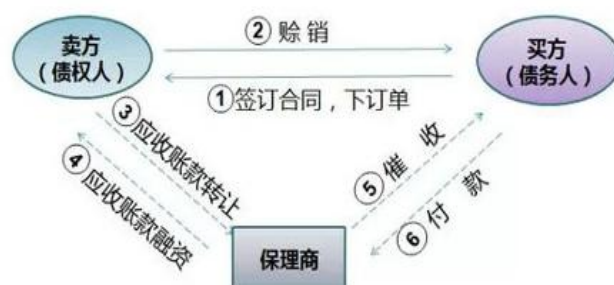 卖方
（债权人）
②赊销
买方
（债务人）
①签订合同，下订单
③应收账款转让
④应收账款融资
⑤催收
⑥付款
保理商